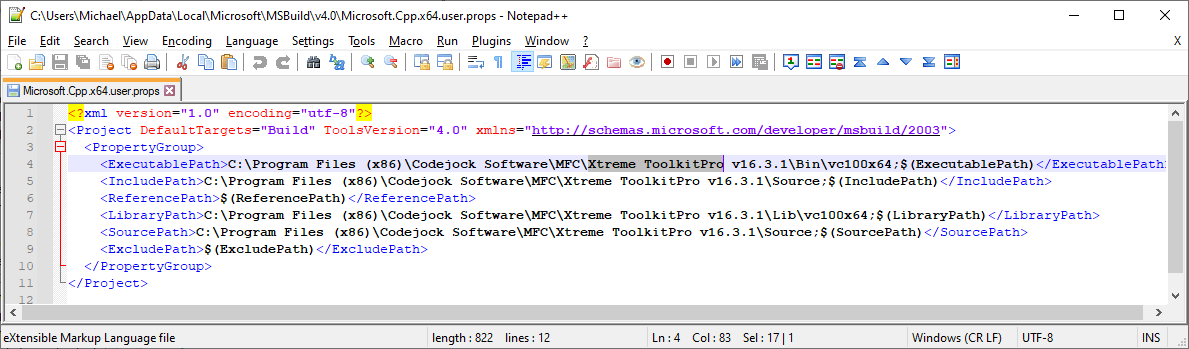 C:\Users\Michael\AppData\Local\Microsoft\MSBuild\v4.0\Microsoft.Cpp.x64.user.props - Notepad++
File Edit Search View Encoding Language Settings Tools Macro Run Plugins Window ? X
Microsoft.Cpp.x64.user.props
1 <?xml version="1.0" encoding="utf-8"?>
2 <Project DefaultTargets="Build" ToolsVersion="4.0" xmlns="http://schemas.microsoft.com/developer/msbuild/2003">
3 <PropertyGroup>
4 <ExecutablePath>C:\Program Files (x86)\Codejock Software\MFC\Xtreme ToolkitPro v16.3.1\Bin\vc100x64;$(ExecutablePath)</ExecutablePath
5 <IncludePath>C:\Program Files (x86)\Codejock Software\MFC\Xtreme ToolkitPro v16.3.1\Source;$(IncludePath)</IncludePath>
6 <ReferencePath>$(ReferencePath)</ReferencePath>
7 <LibraryPath>C:\Program Files (x86)\Codejock Software\MFC\Xtreme ToolkitPro v16.3.1\Lib\vc100x64;$(LibraryPath)</LibraryPath>
8 <SourcePath>C:\Program Files (x86)\Codejock Software\MFC\Xtreme ToolkitPro v16.3.1\Source;$(SourcePath)</SourcePath>
9 <ExcludePath>$(ExcludePath)</ExcludePath>
10 </PropertyGroup>
11 </Project>
12
eXtensible Markup Language file length : 822 lines : 12 Ln : 4 Col : 83 Sel : 17 | 1 Windows (CR LF) UTF-8 INS